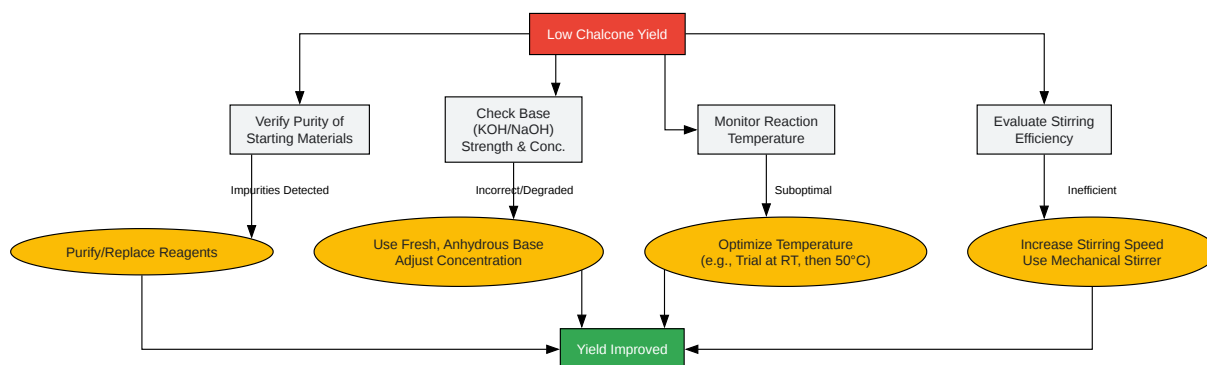 Low Chalcone Yield
Verify Purity of
Starting Materials
Check Base
(KOH/NaOH)
Strength & Conc.
Monitor Reaction
Temperature
Evaluate Stirring
Efficiency
Impurities Detected
Incorrect/Degraded
Suboptimal
Inefficient
Purify/Replace Reagents
Use Fresh, Anhydrous Base
Adjust Concentration
Optimize Temperature
(e.g., Trial at RT, then 50°C)
Increase Stirring Speed
Use Mechanical Stirrer
Yield Improved